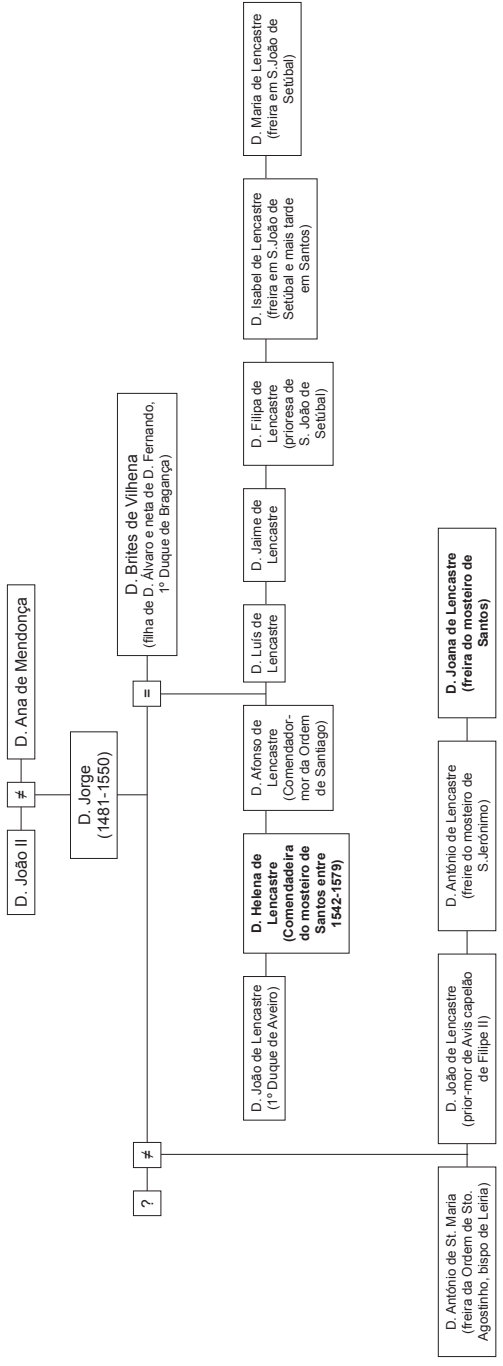 D. João II
≠
D. Ana de Mendonça
D. Jorge
(1481-1550)
?
≠
=
D. Brites de Vilhena
(filha de D. Álvaro e neta de D. Fernando,
1º Duque de Bragança)
D. João de Lencastre
(1º Duque de Aveiro)
D. Helena de
Lencastre
(Comendadeira
do mosteiro de
Santos entre
1542-1579)
D. Afonso de
Lencastre
(Comendador-
mor da Ordem
de Santiago)
D. Luís de
Lencastre
D. Jaime de
Lencastre
D. Filipa de
Lencastre
(prioresa de
S. João de
Setúbal)
D. Isabel de Lencastre
(freira em S.João de
Setúbal e mais tarde
em Santos)
D. Maria de Lencastre
(freira em S.João de
Setúbal)
D. António de St. Maria
(freira da Ordem de Sto.
Agostinho, bispo de Leiria)
D. João de Lencastre
(prior-mor de Avis capelão
de Filipe II)
D. António de Lencastre
(freire do mosteiro de
S.Jerónimo)
D. Joana de Lencastre
(freira do mosteiro de
Santos)